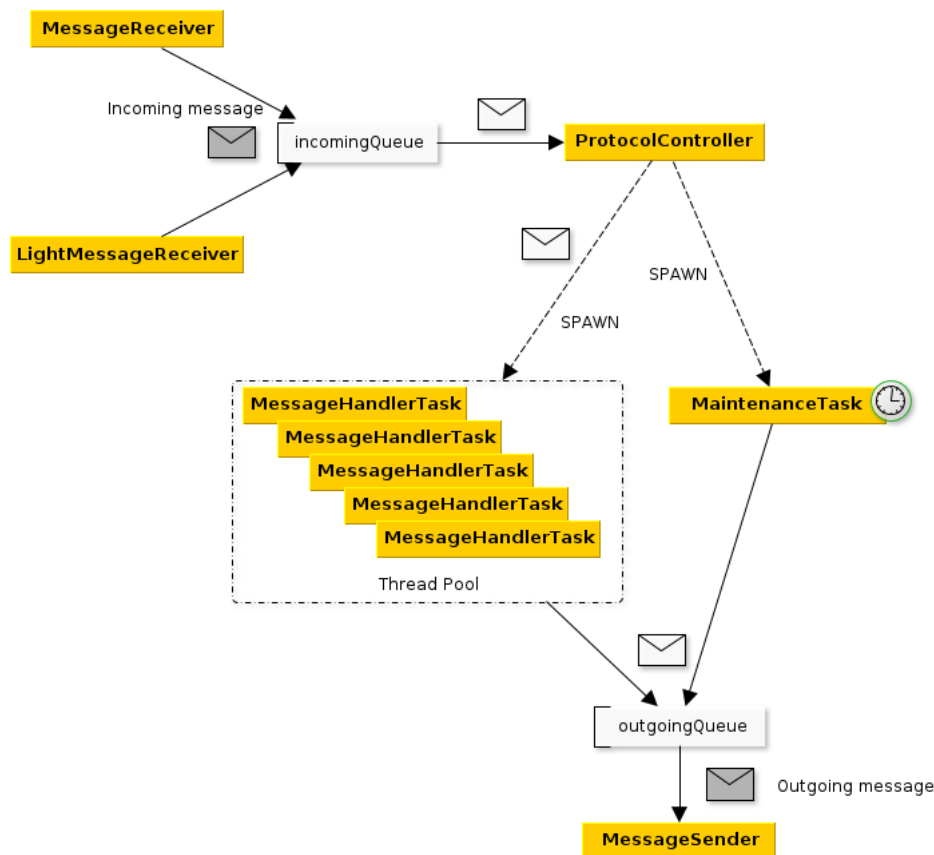 MessageReceiver
Incoming message
incomingQueue
ProtocolController
LightMessageReceiver
SPAWN
SPAWN
MessageHandlerTask
MessageHandlerTask
MessageHandlerTask
MessageHandlerTask
MessageHandlerTask
Thread Pool
MaintenanceTask
outgoingQueue
Outgoing message
MessageSender